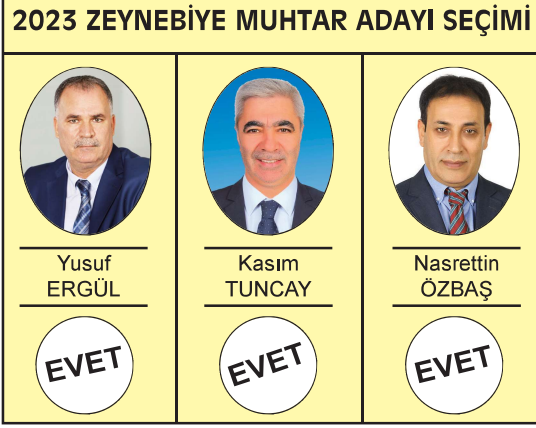 2023 ZEYNEBİYE MUHTAR ADAYI SEÇİMİ
Yusuf
ERGÜL
EVET
Kasım
TUNCAY
EVET
Nasrettin
ÖZBAŞ
EVET